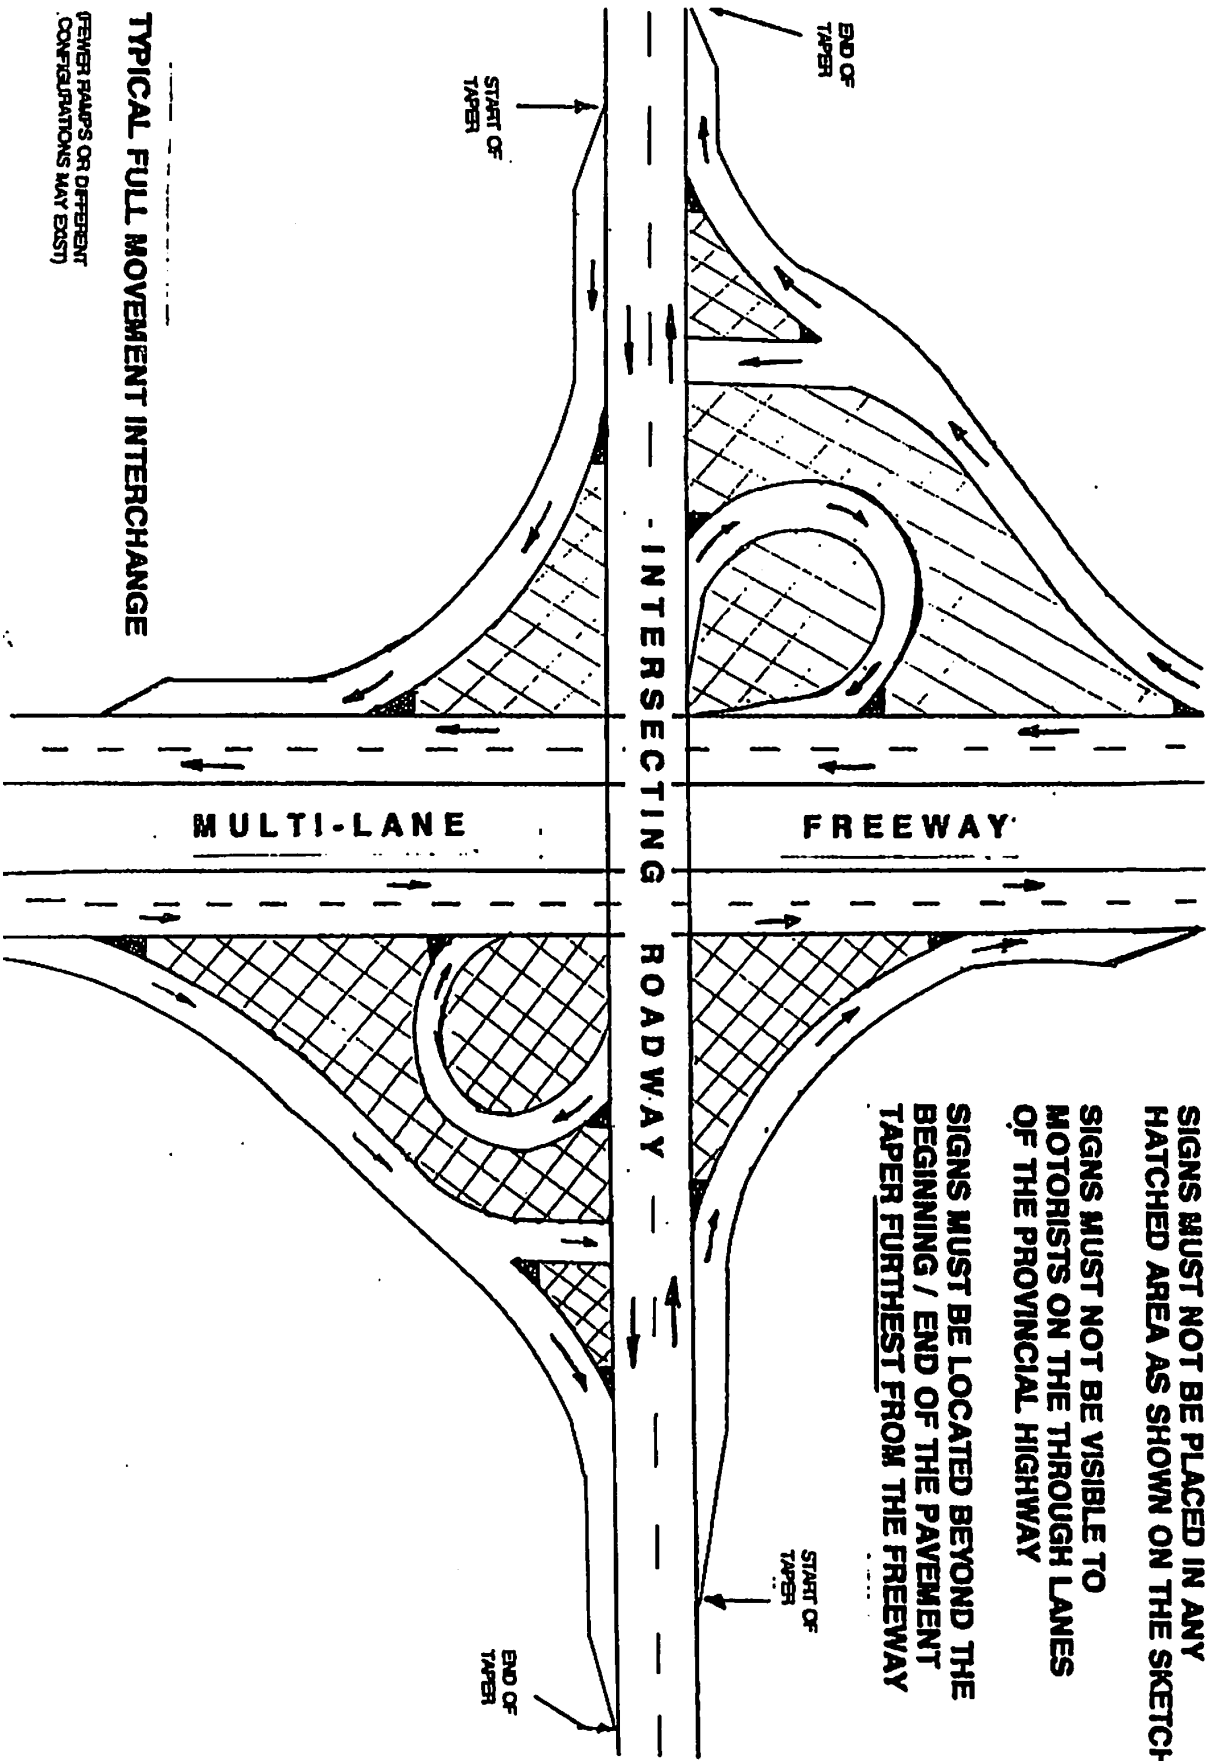 SIGNS MUST NOT BE PLACED IN ANY
HATCHED AREA AS SHOWN ON THE SKETCH
SIGNS MUST NOT BE VISIBLE TO
MOTORISTS ON THE THROUGH LANES
OF THE PROVINCIAL HIGHWAY
SIGNS MUST BE LOCATED BEYOND THE
BEGINNING / END OF THE PAVEMENT
TAPER FURTHEST FROM THE FREEWAY
END OF
TAPER
START OF
TAPER
FREEWAY
INTERSECTING ROADWAY
MULTI-LANE
START OF
TAPER
END OF
TAPER
TYPICAL FULL MOVEMENT INTERCHANGE
(FEWER RAMPS OR DIFFERENT
CONFIGURATIONS MAY EXIST)